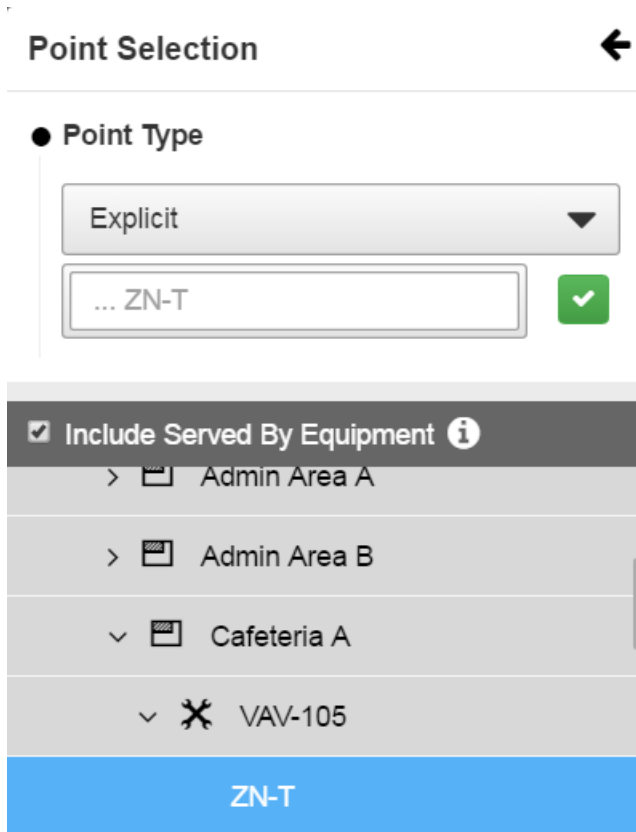 Point Selection
Point Type
Explicit
... ZN-T
Include Served By Equipment
Admin Area A
Admin Area B
Cafeteria A
VAV-105
ZN-T